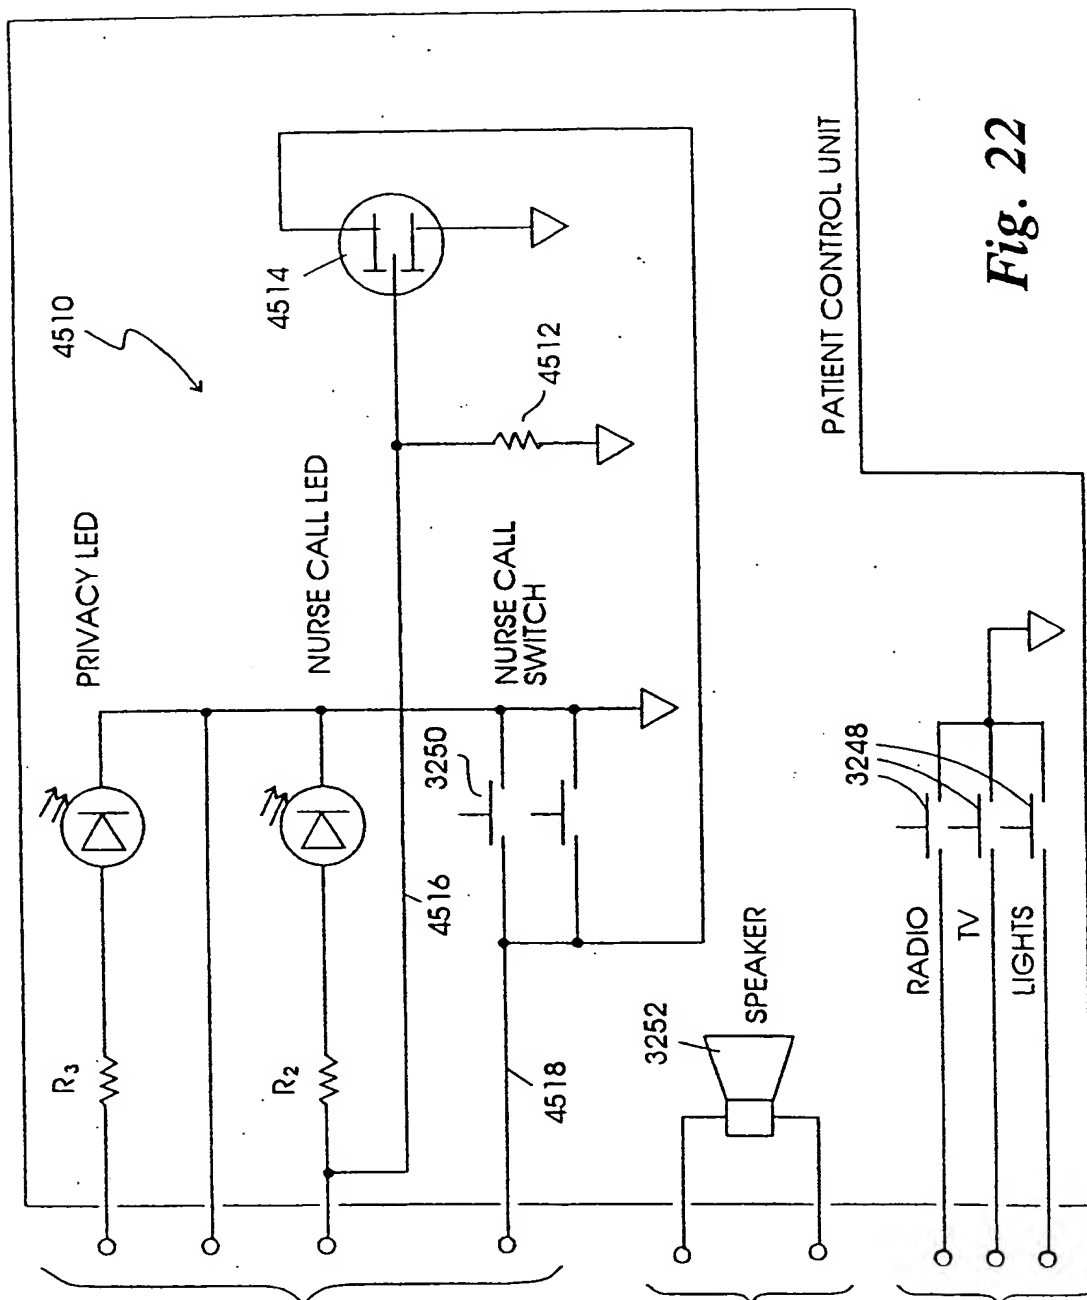 4510
PRIVACY LED
R3
NURSE CALL LED
R2
4514
4512
4516
NURSE CALL
SWITCH
3250
4518
3252
SPEAKER
3248
RADIO
TV
LIGHTS
PATIENT CONTROL UNIT
Fig. 22